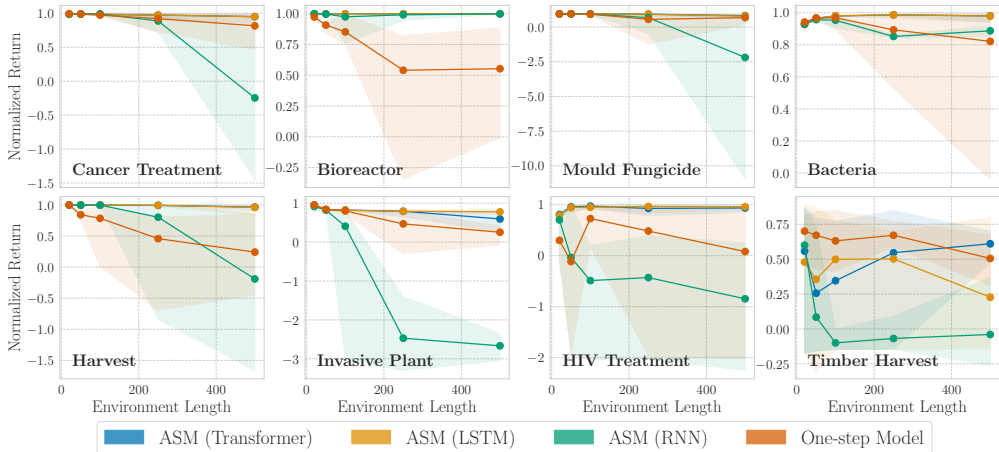 Normalized Return
1.0
0.5
0.0
−0.5
−1.0
−1.5
Cancer Treatment
1.00
0.75
0.50
0.25
0.00
−0.25
Bioreactor
0.0
−2.5
−5.0
−7.5
−10.0
Mould Fungicide
1.0
0.8
0.6
0.4
0.2
0.0
Bacteria
Normalized Return
1.0
0.5
0.0
−0.5
−1.0
−1.5
Harvest
0 200 400
Environment Length
1
0
−1
−2
−3
Invasive Plant
0 200 400
Environment Length
1
0
−1
−2
HIV Treatment
0 200 400
Environment Length
0.75
0.50
0.25
0.00
−0.25
Timber Harvest
0 200 400
Environment Length
ASM (Transformer) ASM (LSTM) ASM (RNN) One-step Model